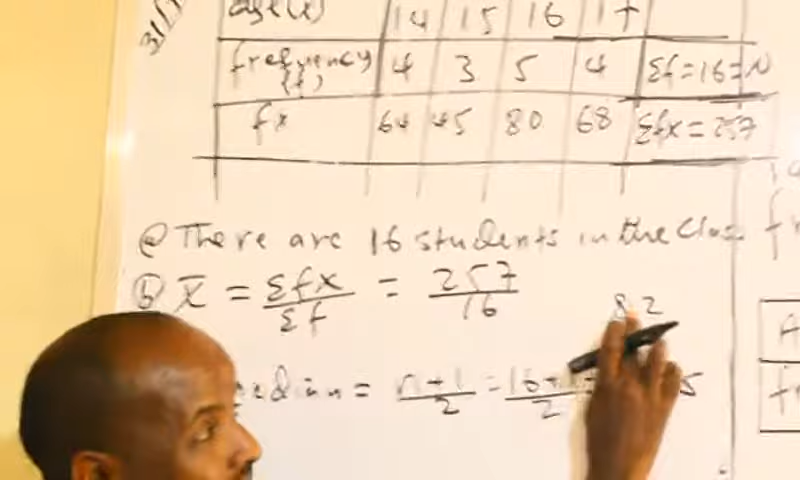 age(x) 14 15 16 17
frequency (f) 4 3 5 4 Σf=16=N
fx 64 45 80 68 Σfx = 257
@ There are 16 students in the class
(b) x̄ = Σfx/Σf = 257/16
82
median = n+1/2 = 16+1/2